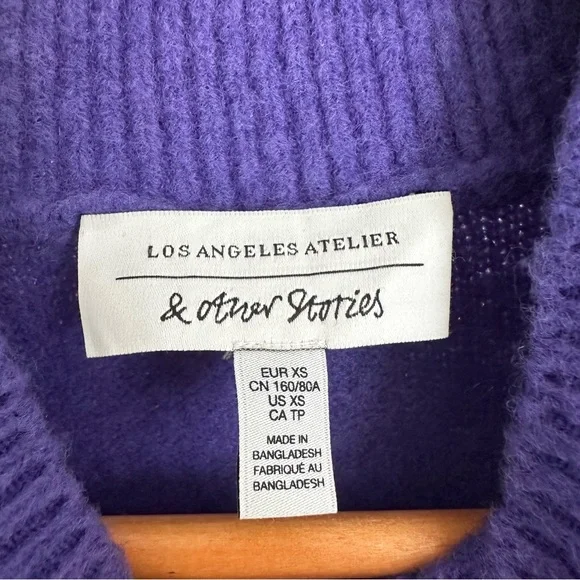 LOS ANGELES ATELIER
& other Stories
EUR XS
CN 160/80A
US XS
CA TP
MADE IN
BANGLADESH
FABRIQUÉ AU
BANGLADESH